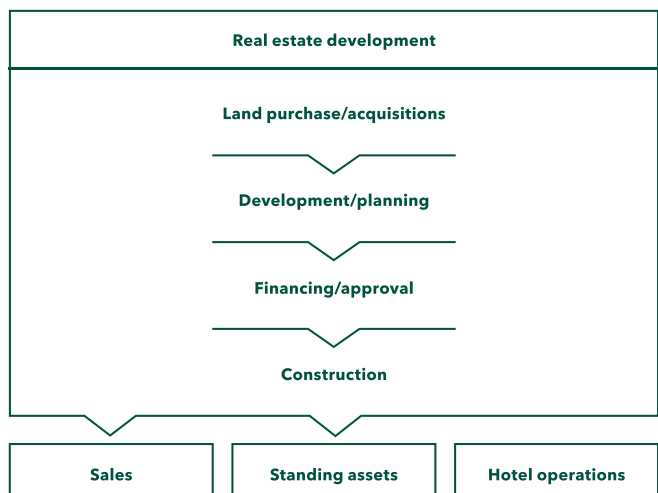 Real estate development
Land purchase/acquisitions
Development/planning
Financing/approval
Construction
Sales
Standing assets
Hotel operations